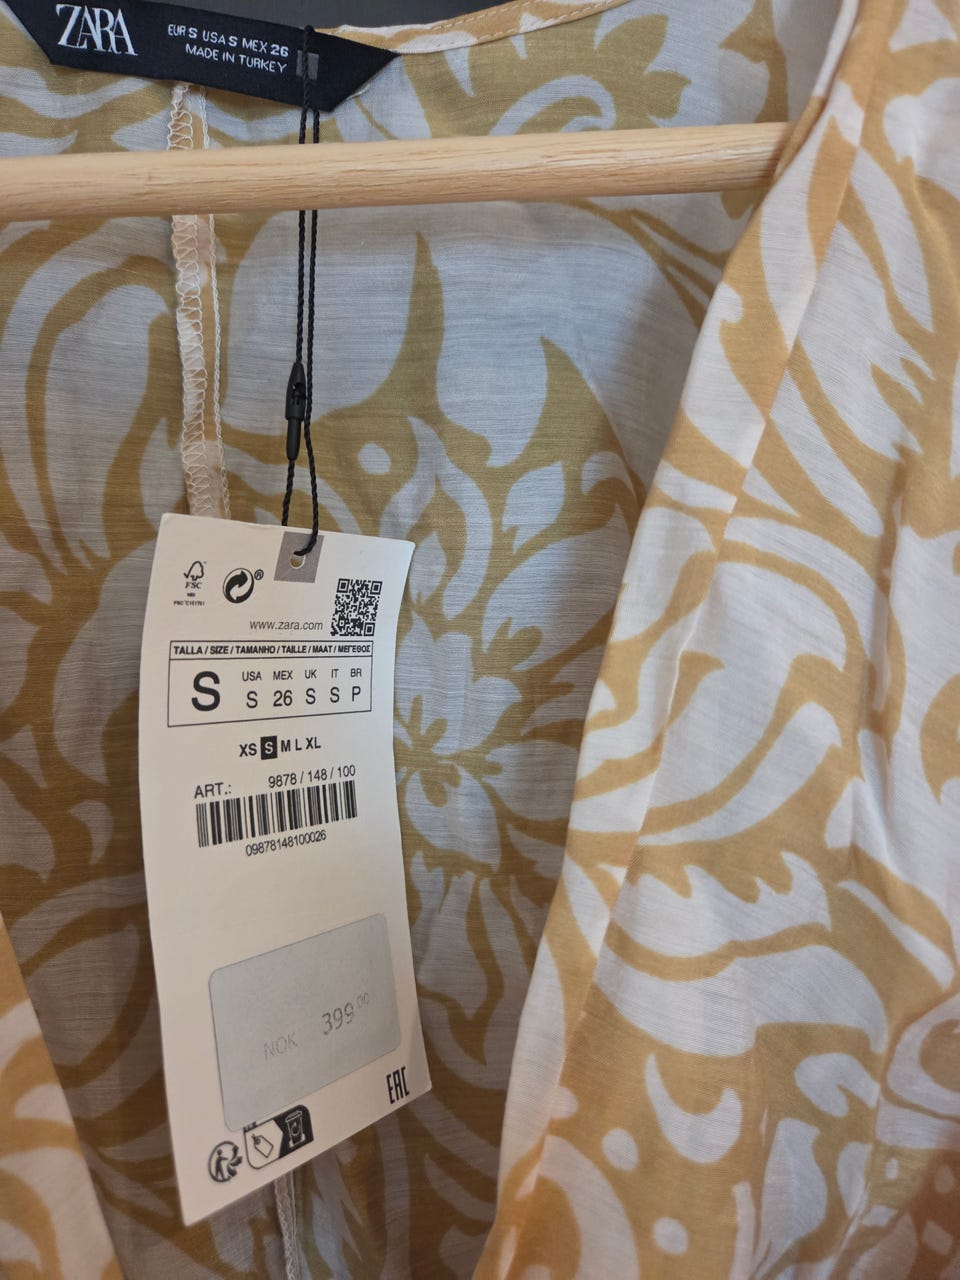 ZARA
EUR S USA S MEX 26
MADE IN TURKEY
FSC
MIX
®
www.zara.com
TALLA / SIZE / TAMANHO / TAILLE / MAAT / ΜΕΓΕΘΟΣ
S
USA MEX UK IT BR
S 26 S S P
XS S M L XL
ART.: 9878 / 148 / 100
09878148100026
NOK 399.00
EAC